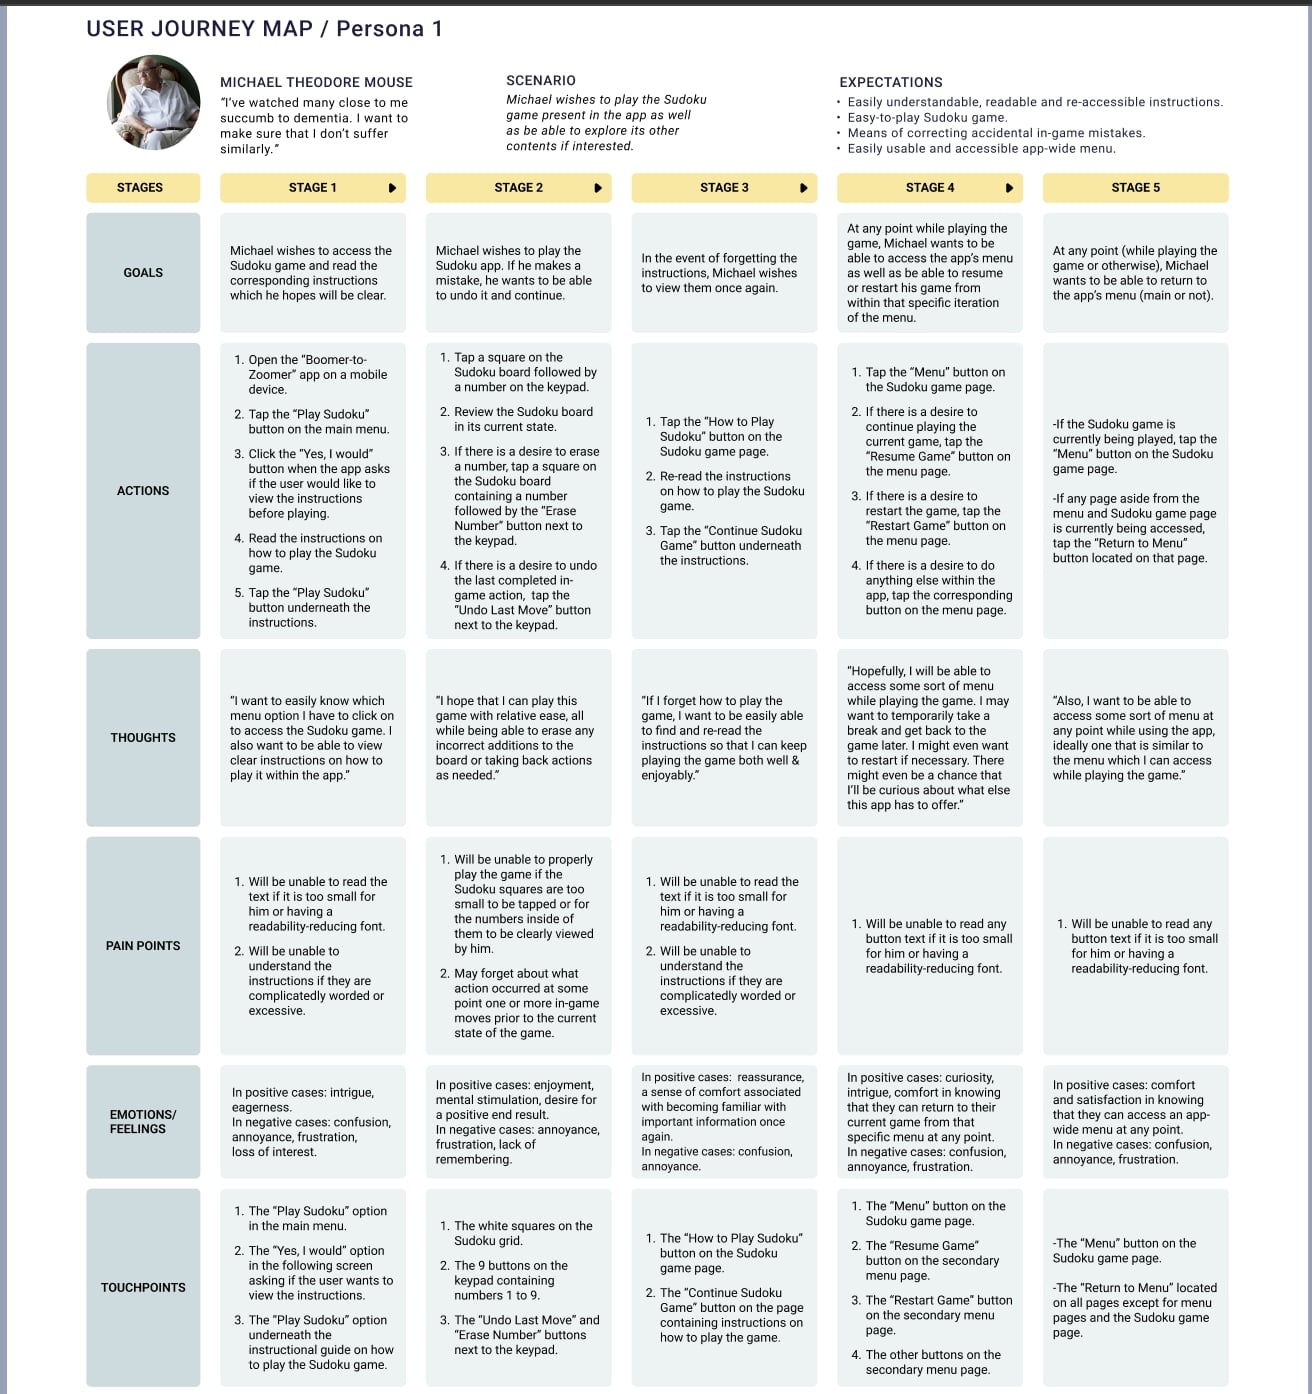 USER JOURNEY MAP / Persona 1
MICHAEL THEODORE MOUSE
“I’ve watched many close to me
succumb to dementia. I want to
make sure that I don’t suffer
similarly.”
SCENARIO
Michael wishes to play the Sudoku
game present in the app as well
as be able to explore its other
contents if interested.
EXPECTATIONS
• Easily understandable, readable and re-accessible instructions.
• Easy-to-play Sudoku game.
• Means of correcting accidental in-game mistakes.
• Easily usable and accessible app-wide menu.
STAGES
STAGE 1
STAGE 2
STAGE 3
STAGE 4
STAGE 5
GOALS
Michael wishes to access the
Sudoku game and read the
corresponding instructions
which he hopes will be clear.
Michael wishes to play the
Sudoku app. If he makes a
mistake, he wants to be able
to undo it and continue.
In the event of forgetting the
instructions, Michael wishes
to view them once again.
At any point while playing the
game, Michael wants to be
able to access the app’s menu
as well as be able to resume
or restart his game from
within that specific iteration
of the menu.
At any point (while playing the
game or otherwise), Michael
wants to be able to return to
the app’s menu (main or not).
ACTIONS
1. Open the “Boomer-to-
Zoomer” app on a mobile
device.
2. Tap the “Play Sudoku”
button on the main menu.
3. Click the “Yes, I would”
button when the app asks
if the user would like to
view the instructions
before playing.
4. Read the instructions on
how to play the Sudoku
game.
5. Tap the “Play Sudoku”
button underneath the
instructions.
1. Tap a square on the
Sudoku board followed by
a number on the keypad.
2. Review the Sudoku board
in its current state.
3. If there is a desire to erase
a number, tap a square on
the Sudoku board
containing a number
followed by the “Erase
Number” button next to
the keypad.
4. If there is a desire to undo
the last completed in-
game action, tap the
“Undo Last Move” button
next to the keypad.
1. Tap the “How to Play
Sudoku” button on the
Sudoku game page.
2. Re-read the instructions
on how to play the Sudoku
game.
3. Tap the “Continue Sudoku
Game” button underneath
the instructions.
1. Tap the “Menu” button on
the Sudoku game page.
2. If there is a desire to
continue playing the
current game, tap the
“Resume Game” button on
the menu page.
3. If there is a desire to
restart the game, tap the
“Restart Game” button on
the menu page.
4. If there is a desire to do
anything else within the
app, tap the corresponding
button on the menu page.
-If the Sudoku game is
currently being played, tap the
“Menu” button on the Sudoku
game page.
-If any page aside from the
menu and Sudoku game page
is currently being accessed,
tap the “Return to Menu”
button located on that page.
THOUGHTS
“I want to easily know which
menu option I have to click on
to access the Sudoku game. I
also want to be able to view
clear instructions on how to
play it within the app.”
“I hope that I can play this
game with relative ease, all
while being able to erase any
incorrect additions to the
board or taking back actions
as needed.”
“If I forget how to play the
game, I want to be easily able
to find and re-read the
instructions so that I can keep
playing the game both well &
enjoyably.”
“Hopefully, I will be able to
access some sort of menu
while playing the game. I may
want to temporarily take a
break and get back to the
game later. I might even want
to restart if necessary. There
might even be a chance that
I’ll be curious about what else
this app has to offer.”
“Also, I want to be able to
access some sort of menu at
any point while using the app,
ideally one that is similar to
the menu which I can access
while playing the game.”
PAIN POINTS
1. Will be unable to read the
text if it is too small for
him or having a
readability-reducing font.
2. Will be unable to
understand the
instructions if they are
complicatedly worded or
excessive.
1. Will be unable to properly
play the game if the
Sudoku squares are too
small to be tapped or for
the numbers inside of
them to be clearly viewed
by him.
2. May forget about what
action occurred at some
point one or more in-game
moves prior to the current
state of the game.
1. Will be unable to read the
text if it is too small for
him or having a
readability-reducing font.
2. Will be unable to
understand the
instructions if they are
complicatedly worded or
excessive.
1. Will be unable to read any
button text if it is too small
for him or having a
readability-reducing font.
1. Will be unable to read any
button text if it is too small
for him or having a
readability-reducing font.
EMOTIONS/
FEELINGS
In positive cases: intrigue,
eagerness.
In negative cases: confusion,
annoyance, frustration,
loss of interest.
In positive cases: enjoyment,
mental stimulation, desire for
a positive end result.
In negative cases: annoyance,
frustration, lack of
remembering.
In positive cases: reassurance,
a sense of comfort associated
with becoming familiar with
important information once
again.
In negative cases: confusion,
annoyance.
In positive cases: curiosity,
intrigue, comfort in knowing
that they can return to their
current game from that
specific menu at any point.
In negative cases: confusion,
annoyance, frustration.
In positive cases: comfort
and satisfaction in knowing
that they can access an app-
wide menu at any point.
In negative cases: confusion,
annoyance, frustration.
TOUCHPOINTS
1. The “Play Sudoku” option
in the main menu.
2. The “Yes, I would” option
in the following screen
asking if the user wants to
view the instructions.
3. The “Play Sudoku” option
underneath the
instructional guide on how
to play the Sudoku game.
1. The white squares on the
Sudoku grid.
2. The 9 buttons on the
keypad containing
numbers 1 to 9.
3. The “Undo Last Move” and
“Erase Number” buttons
next to the keypad.
1. The “How to Play Sudoku”
button on the Sudoku
game page.
2. The “Continue Sudoku
Game” button on the page
containing instructions on
how to play the game.
1. The “Menu” button on the
Sudoku game page.
2. The “Resume Game”
button on the secondary
menu page.
3. The “Restart Game” button
on the secondary menu
page.
4. The other buttons on the
secondary menu page.
-The “Menu” button on the
Sudoku game page.
-The “Return to Menu” located
on all pages except for menu
pages and the Sudoku game
page.